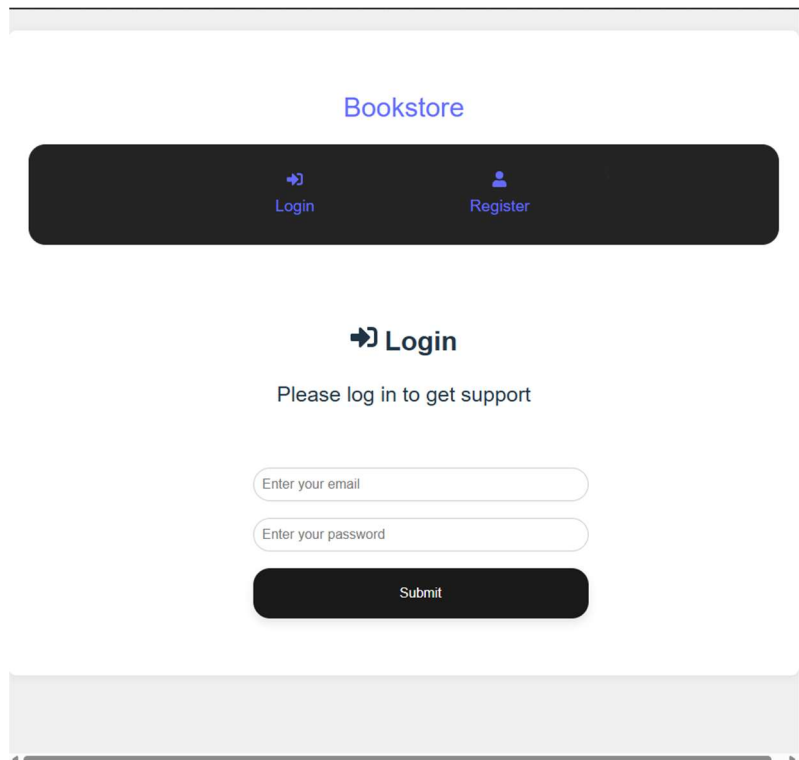 Bookstore
Login Register
Login
Please log in to get support
Enter your email
Enter your password
Submit